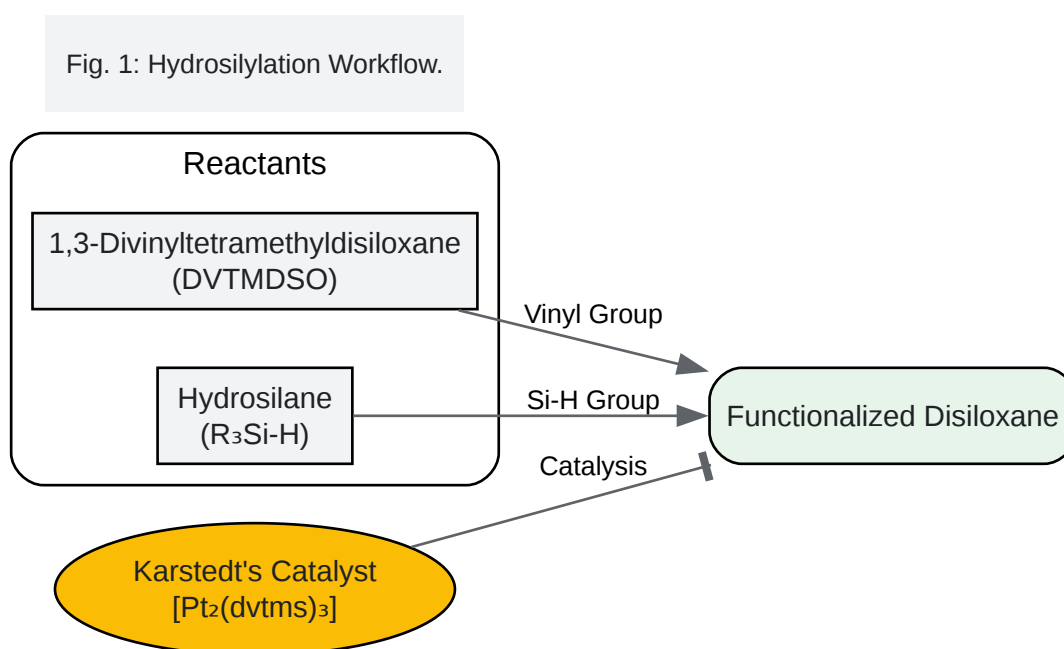 Fig. 1: Hydrosilylation Workflow.
Reactants
1,3-Divinyltetramethyldisiloxane
(DVTMDSO)
Vinyl Group
Hydrosilane
(R₃Si-H)
Si-H Group
Functionalized Disiloxane
Catalysis
Karstedt's Catalyst
[Pt₂(dvtms)₃]